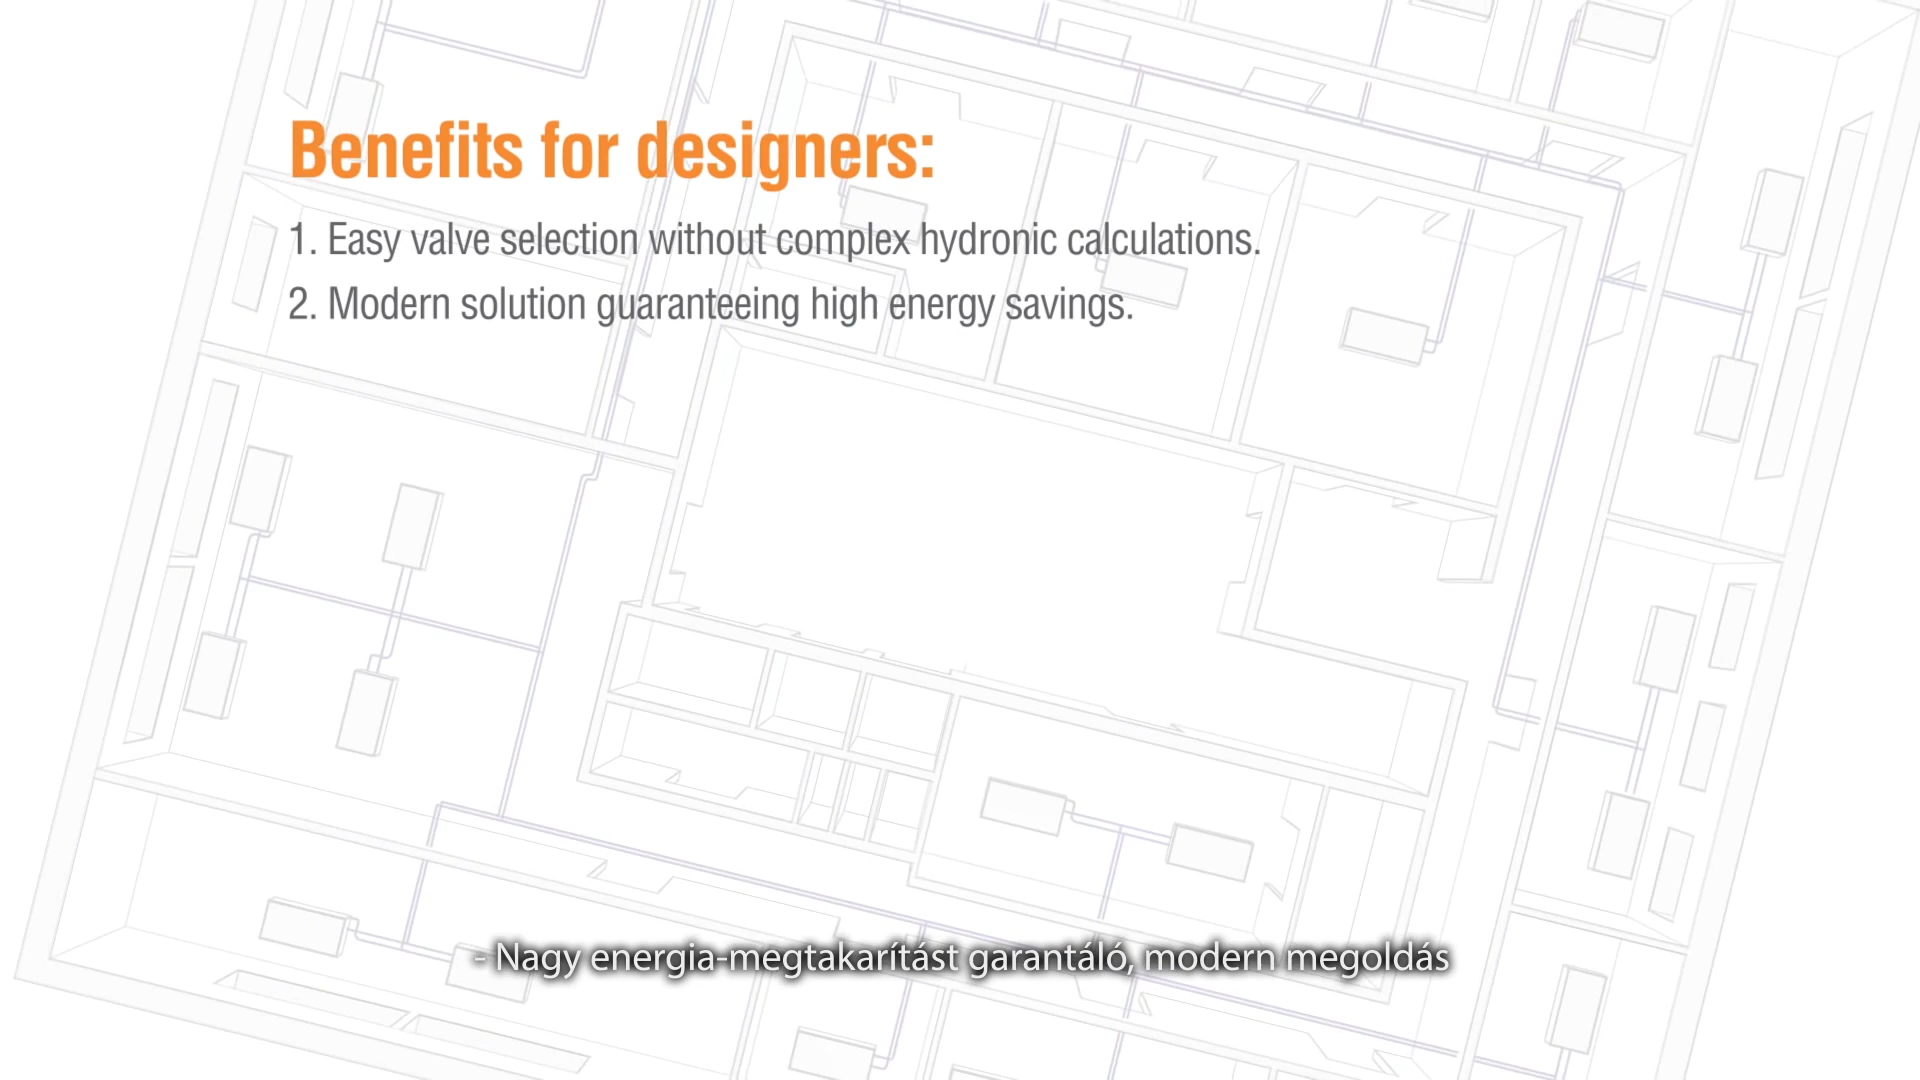 Benefits for designers:
1. Easy valve selection without complex hydronic calculations.
2. Modern solution guaranteeing high energy savings.
- Nagy energia-megtakarítást garantáló, modern megoldás